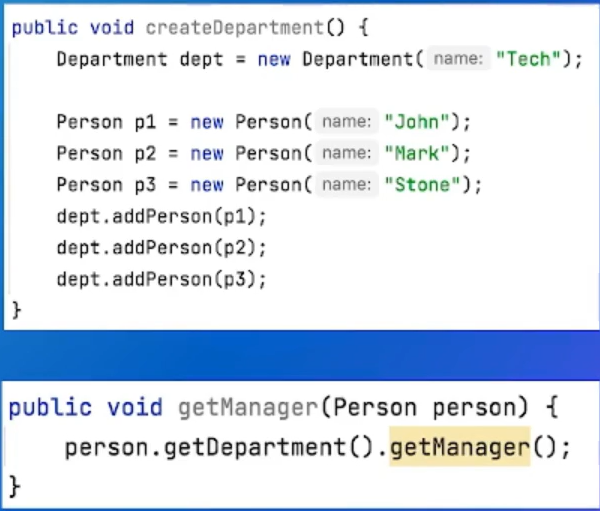 public void createDepartment() {
Department dept = new Department( name: "Tech");
Person p1 = new Person( name: "John");
Person p2 = new Person( name: "Mark");
Person p3 = new Person( name: "Stone");
dept.addPerson(p1);
dept.addPerson(p2);
dept.addPerson(p3);
}
public void getManager(Person person) {
person.getDepartment().getManager();
}